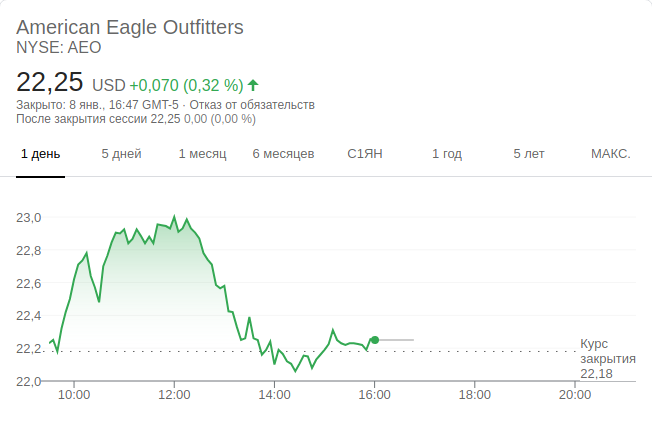 American Eagle Outfitters
NYSE: AEO
22,25 USD +0,070 (0,32 %)
Закрыто: 8 янв., 16:47 GMT-5 · Отказ от обязательств
После закрытия сессии 22,25 0,00 (0,00 %)
1 день 5 дней 1 месяц 6 месяцев С1ЯН 1 год 5 лет МАКС.
23,0
22,8
22,6
22,4
22,2
22,0
Курс
закрытия
22,18
10:00 12:00 14:00 16:00 18:00 20:00